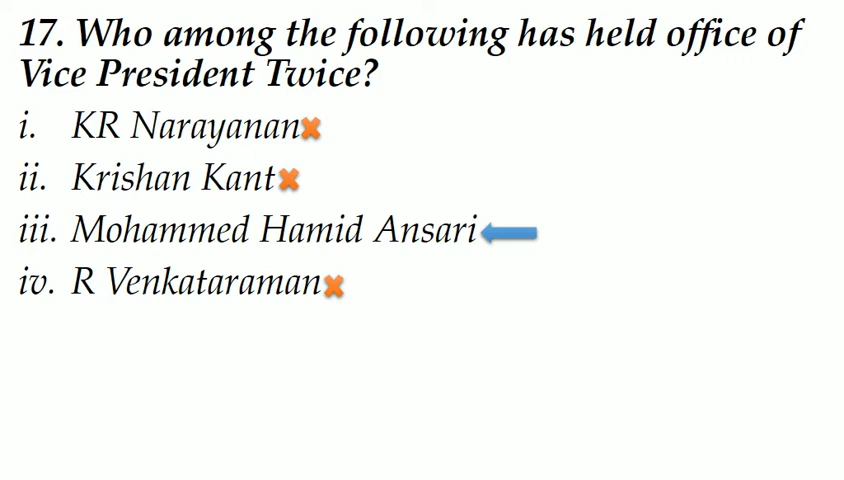 17. Who among the following has held office of
Vice President Twice?
i. KR Narayanan
ii. Krishan Kant
iii. Mohammed Hamid Ansari
iv. R Venkataraman